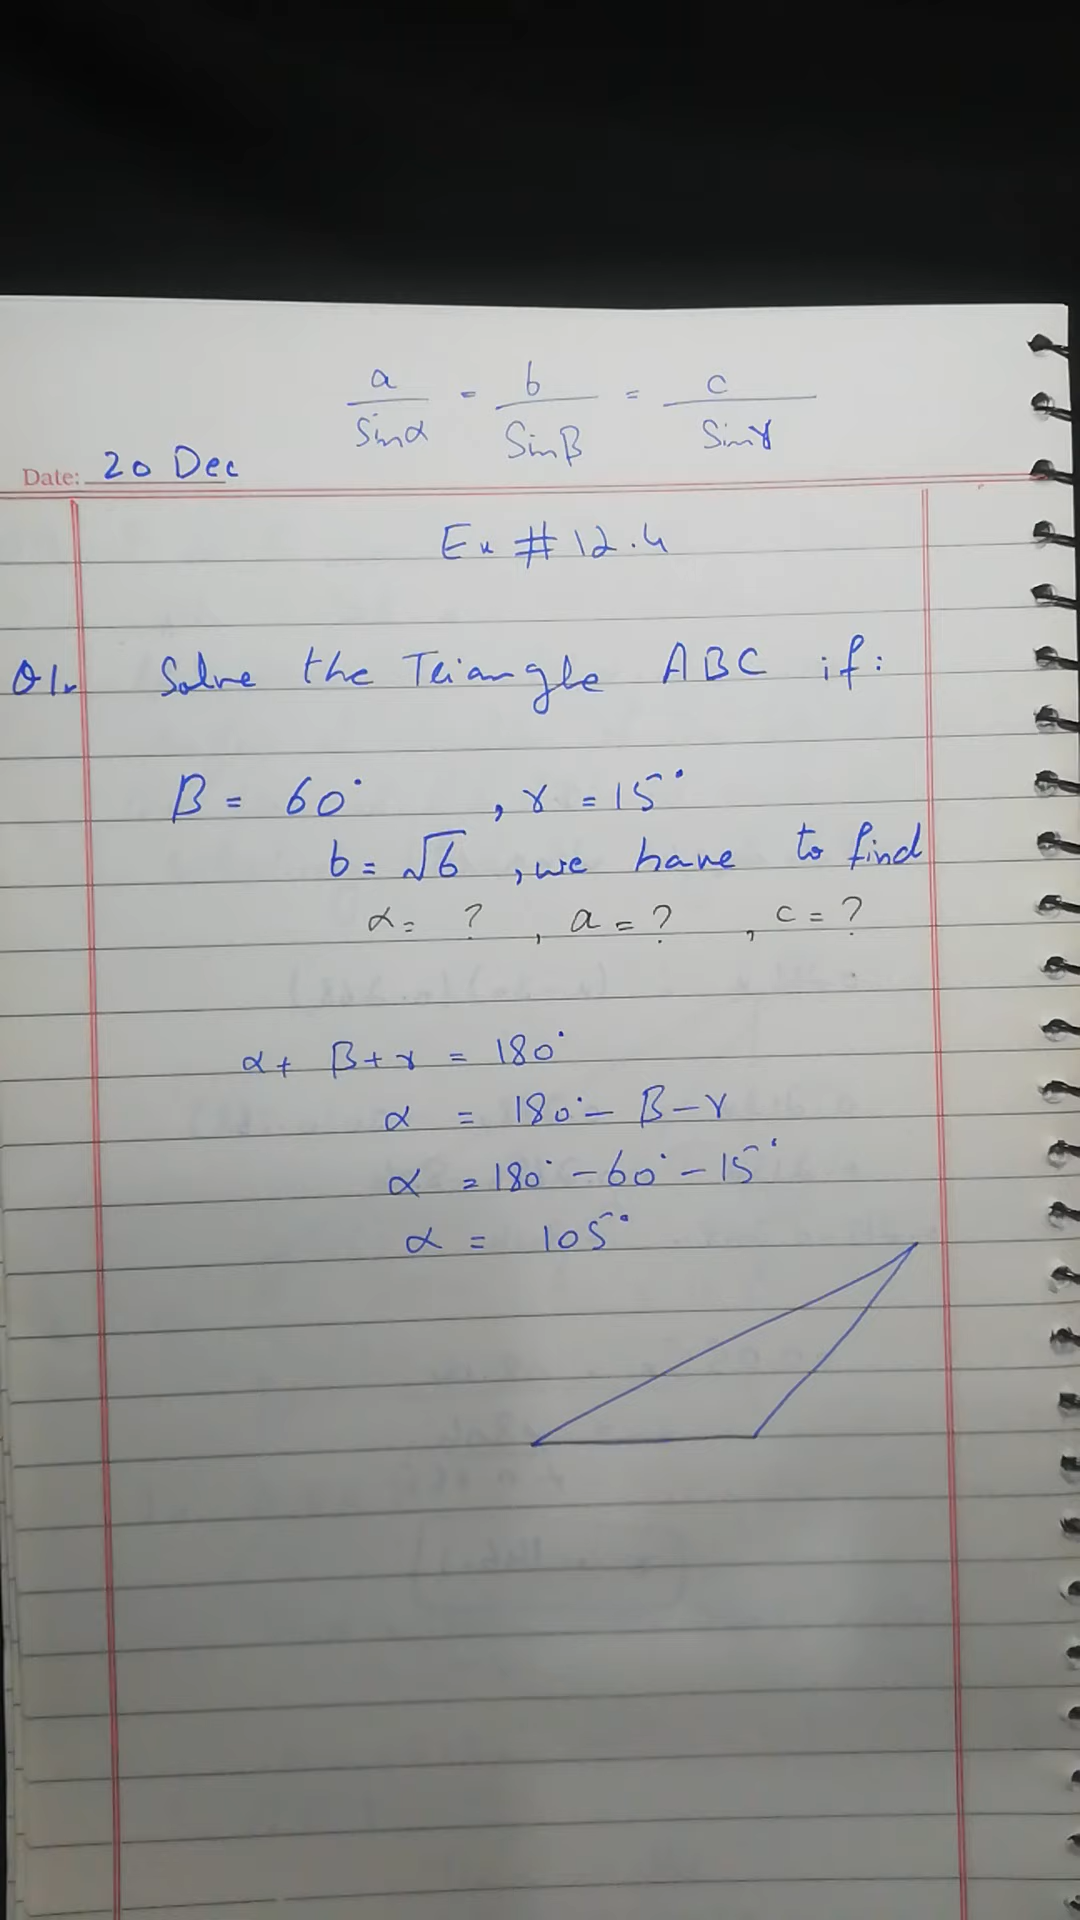 a/Sinα = b/Sinβ = c/Sinγ
Date: 20 Dec
Ex # 12.4
Q1. Solve the Triangle ABC if:
β = 60° , γ = 15°
b = √6 , we have to find
α = ? , a = ? , c = ?
α + β + γ = 180°
α = 180° - β - γ
α = 180° - 60° - 15°
α = 105°